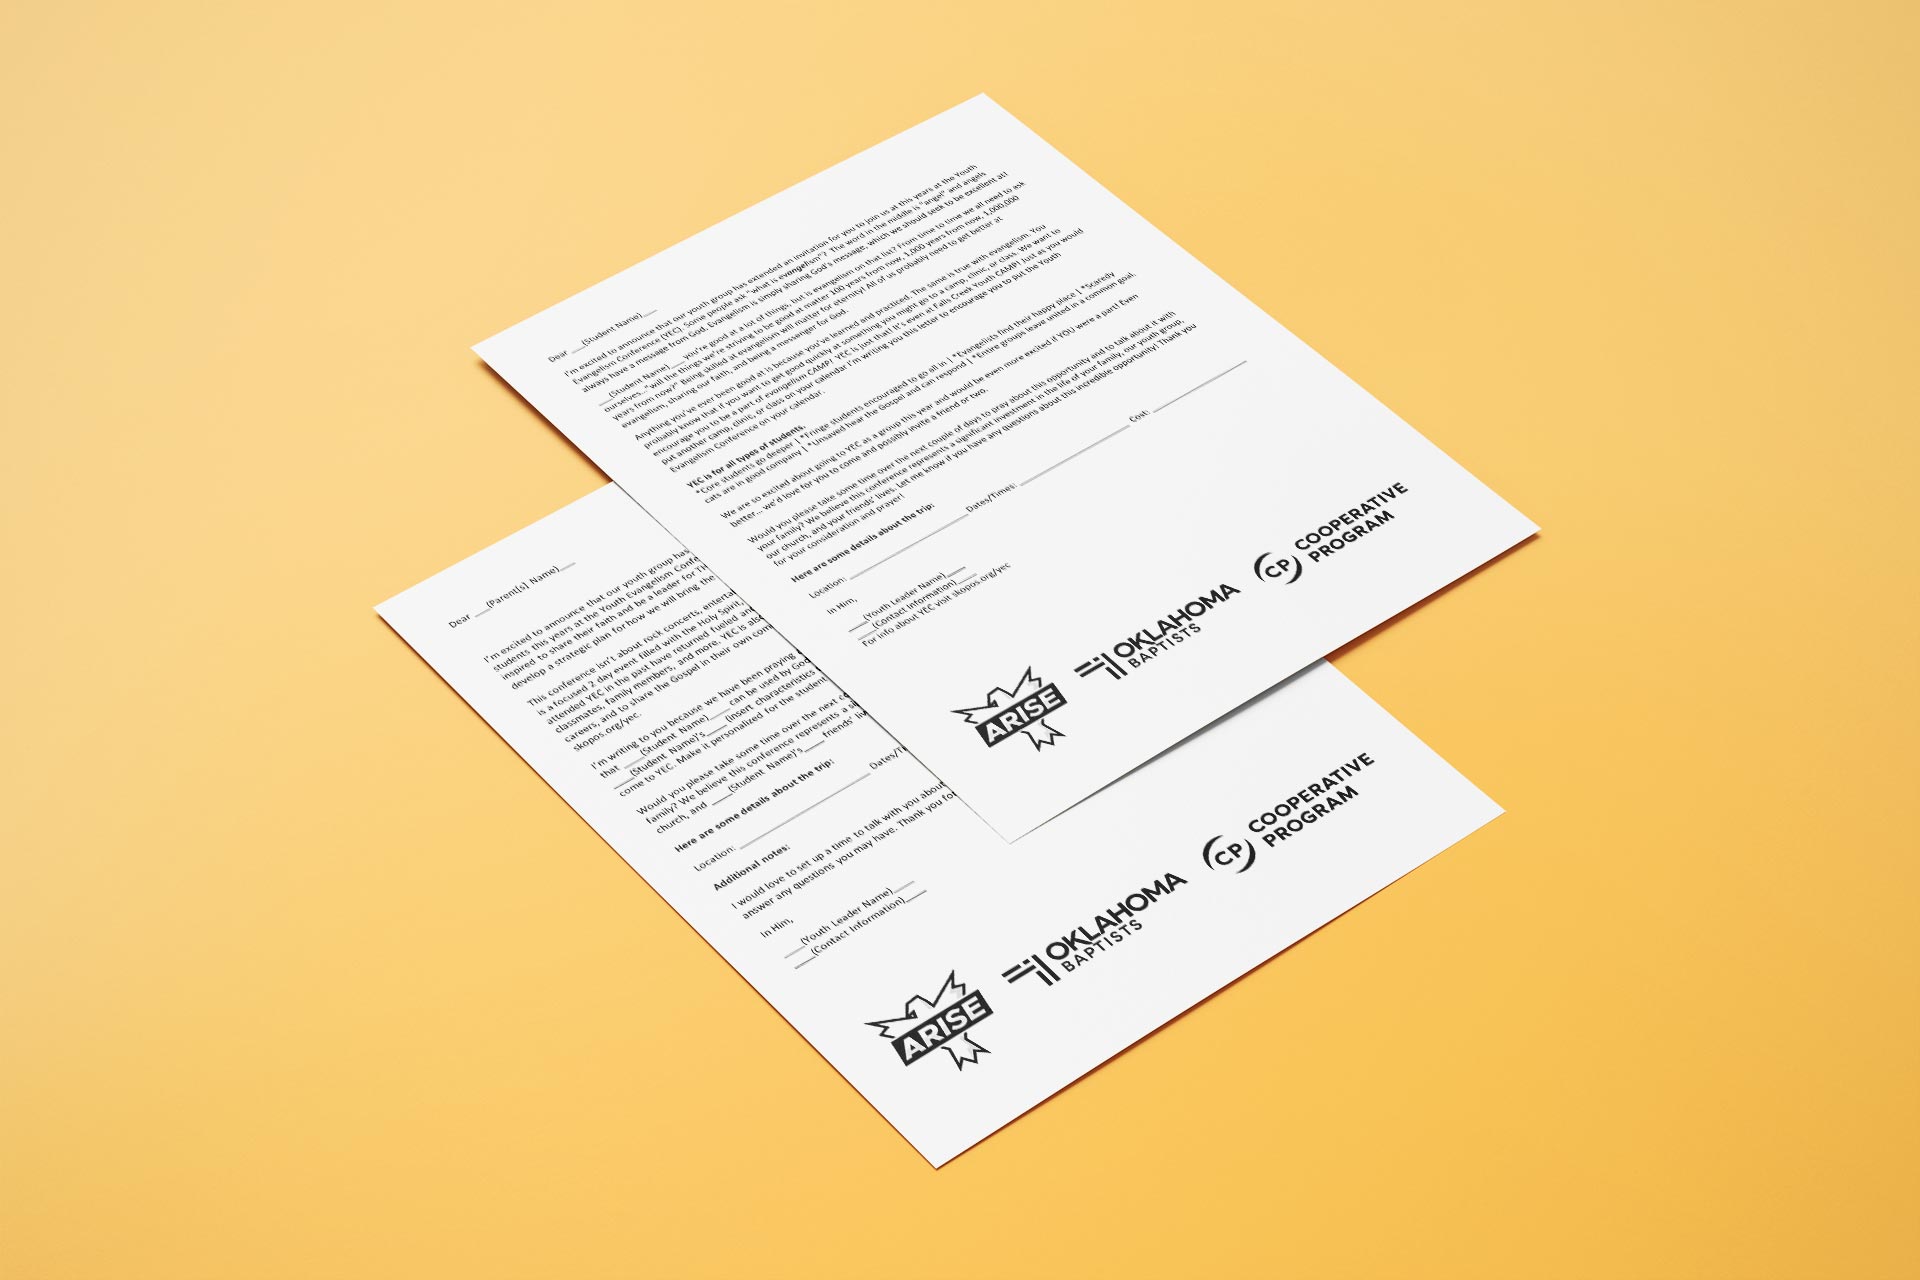 Dear ___(Student Name)___
I'm excited to announce that our youth group has extended an invitation for you to join us at this years at the Youth
Evangelism Conference (YEC). Some people ask "what is evangelism"? The word in the middle is "angel" and angels
always have a message from God. Evangelism is simply sharing God's message, which we should seek to be excellent at!
___(Student Name)___ you're good at a lot of things, but is evangelism on that list? From time to time we all need to ask
ourselves..."will the things we're striving to be good at matter 100 years from now, 1,000 years from now, 1,000,000
years from now?" Being skilled at evangelism will matter for eternity! All of us probably need to get better at
evangelism, sharing our faith, and being a messenger for God.
Anything you've ever been good at is because you've learned and practiced. The same is true with evangelism. You
probably know that if you want to get good quickly at something you might go to a camp, clinic, or class. We want to
encourage you to be a part of evangelism CAMP! YEC is just that! It's even at Falls Creek Youth CAMP! Just as you would
put another camp, clinic, or class on your calendar I'm writing you this letter to encourage you to put the Youth
Evangelism Conference on your calendar.
YEC is for all types of students.
*Core students go deeper | *Fringe students encouraged to go all in | *Evangelists find their happy place | *Scaredy
cats are in good company | *Unsaved hear the Gospel and can respond | *Entire groups leave united in a common goal.
We are so excited about going to YEC as a group this year and would be even more excited if YOU were a part! Even
better... we'd love for you to come and possibly invite a friend or two.
Would you please take some time over the next couple of days to pray about this opportunity and to talk about it with
your family? We believe this conference represents a significant investment in the life of your family, our youth group,
our church, and your friends' lives. Let me know if you have any questions about this incredible opportunity! Thank you
for your consideration and prayer!
Here are some details about the trip:
Location: ____________ Dates/Times: ____________ Cost: ____________
In Him,
___(Youth Leader Name)___
___(Contact Information)___
For info about YEC visit skopos.org/yec
ARISE
OKLAHOMA
BAPTISTS
CP
COOPERATIVE
PROGRAM
Dear ___(Parent[s] Name)___
I'm excited to announce that our youth group has
students this years at the Youth Evangelism
inspired to share their faith and be a leader for
develop a strategic plan for how we will bring the
This conference isn't about rock concerts,
is a focused 2 day event filled with the Holy Spirit,
attended YEC in the past have returned fueled
classmates, family members, and more. YEC is
careers, and to share the Gospel in their own
skopos.org/yec.
I'm writing to you because we have been praying
that ___(Student Name)___ can be used by God
___(Student Name)'s___ (insert characteristics
come to YEC. Make it personalized for the student
Would you please take some time over the next
family? We believe this conference represents a
church, and ___(Student Name)'s___ friends'
Here are some details about the trip:
Location: ____________
Additional notes:
I would love to set up a time to talk with you about
answer any questions you may have. Thank you
In Him,
___(Youth Leader Name)___
___(Contact Information)___
ARISE
OKLAHOMA
BAPTISTS
CP
COOPERATIVE
PROGRAM